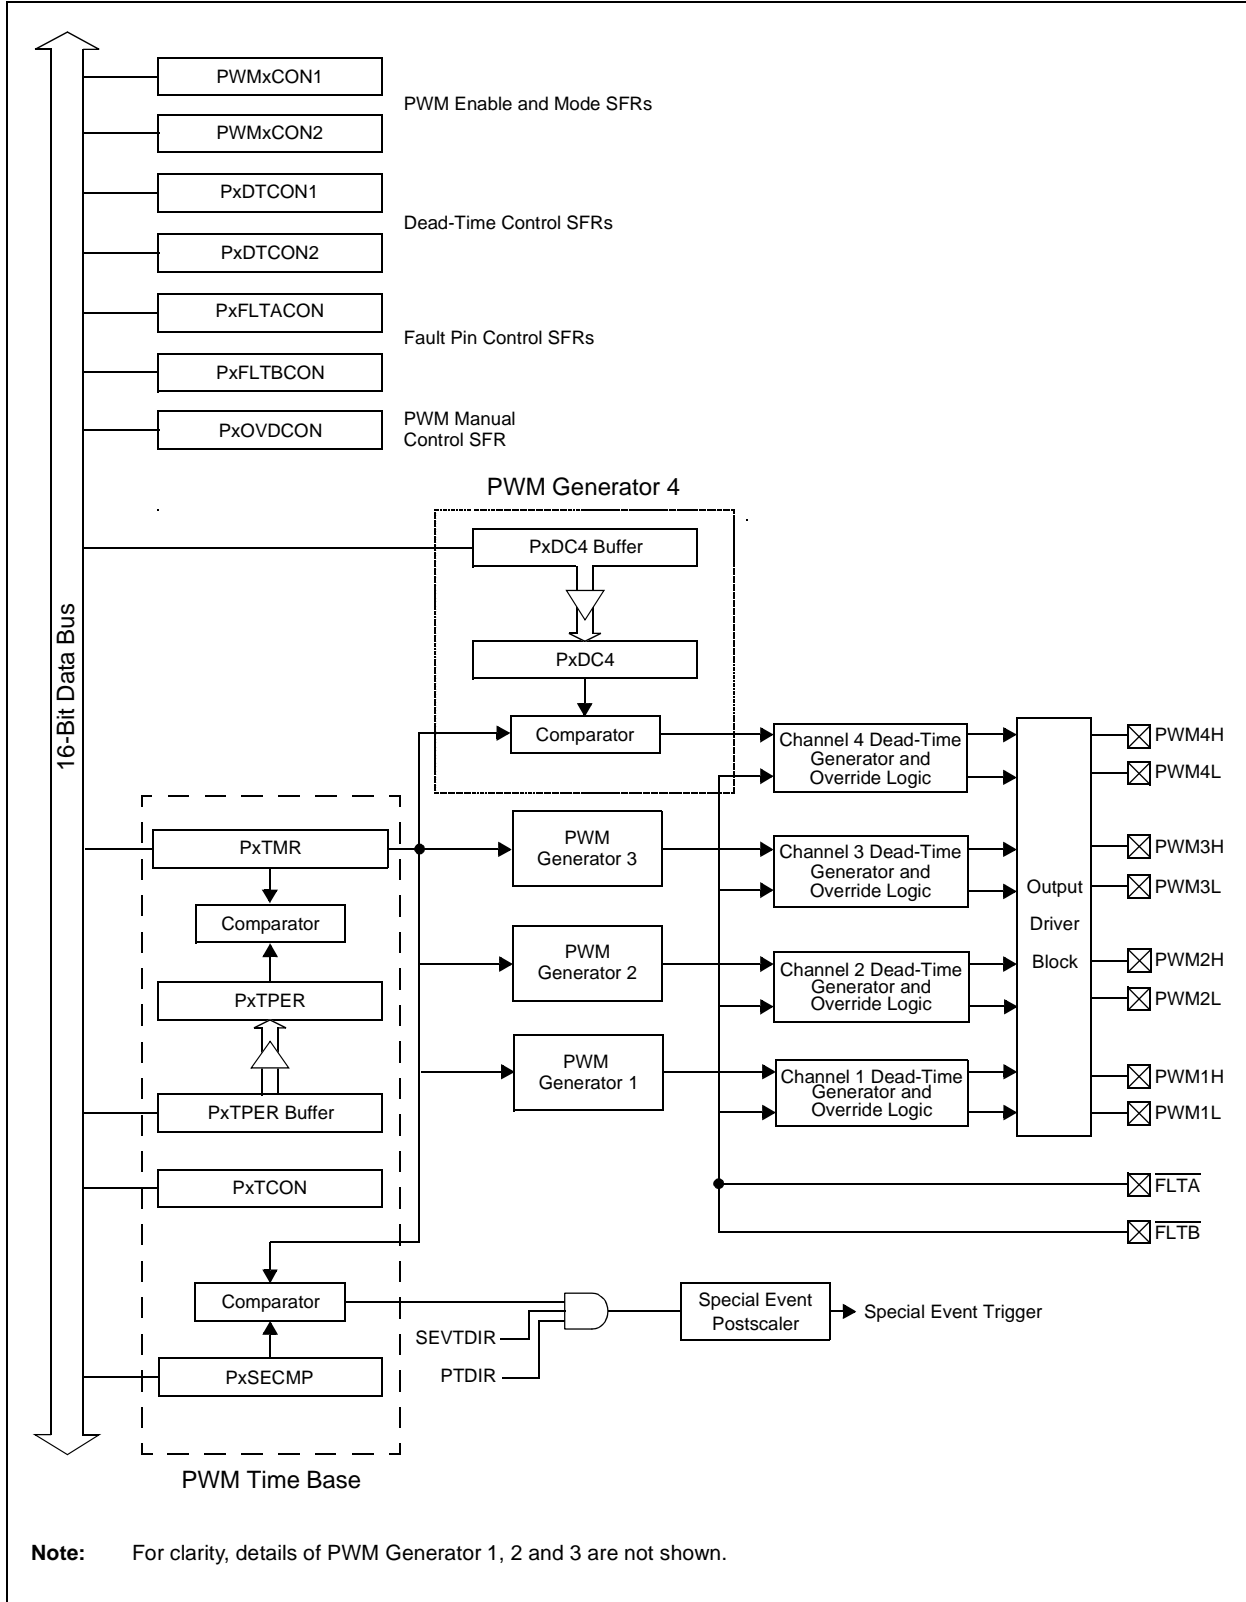 PWMxCON1
PWM Enable and Mode SFRs
PWMxCON2
PxDTCON1
Dead-Time Control SFRs
PxDTCON2
PxFLTACON
Fault Pin Control SFRs
PxFLTBCON
PxOVDCON
PWM Manual
Control SFR
16-Bit Data Bus
PWM Generator 4
PxDC4 Buffer
PxDC4
Comparator
Channel 4 Dead-Time
Generator and
Override Logic
PWM4H
PWM4L
PxTMR
Comparator
PxTPER
PxTPER Buffer
PxTCON
Comparator
PxSECMP
PWM Time Base
PWM
Generator 3
Channel 3 Dead-Time
Generator and
Override Logic
PWM3H
PWM3L
Output
Driver
Block
PWM
Generator 2
Channel 2 Dead-Time
Generator and
Override Logic
PWM2H
PWM2L
PWM
Generator 1
Channel 1 Dead-Time
Generator and
Override Logic
PWM1H
PWM1L
FLTA
FLTB
SEVTDIR
PTDIR
Special Event
Postscaler
Special Event Trigger
Note: For clarity, details of PWM Generator 1, 2 and 3 are not shown.